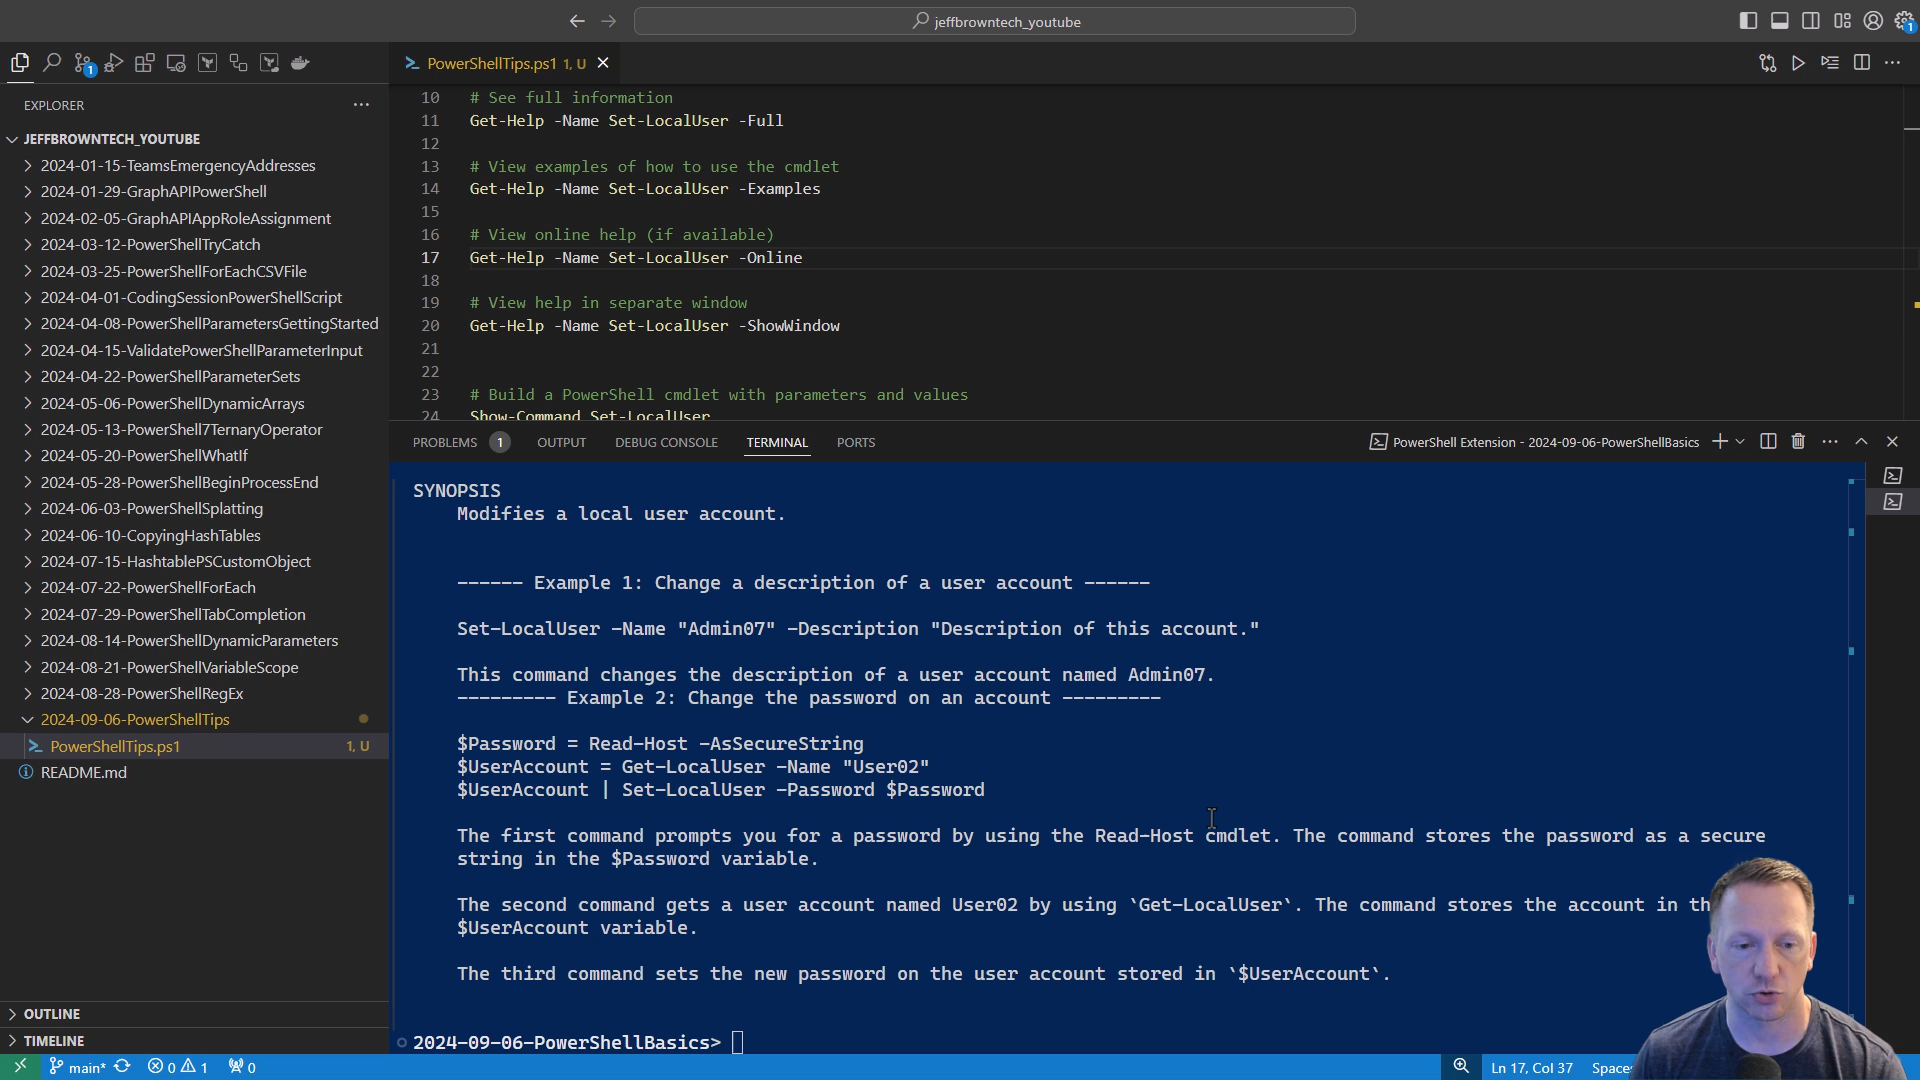 jeffbrowntech_youtube
1
EXPLORER
JEFFBROWNTECH_YOUTUBE
2024-01-15-TeamsEmergencyAddresses
2024-01-29-GraphAPIPowerShell
2024-02-05-GraphAPIAppRoleAssignment
2024-03-12-PowerShellTryCatch
2024-03-25-PowerShellForEachCSVFile
2024-04-01-CodingSessionPowerShellScript
2024-04-08-PowerShellParametersGettingStarted
2024-04-15-ValidatePowerShellParameterInput
2024-04-22-PowerShellParameterSets
2024-05-06-PowerShellDynamicArrays
2024-05-13-PowerShell7TernaryOperator
2024-05-20-PowerShellWhatIf
2024-05-28-PowerShellBeginProcessEnd
2024-06-03-PowerShellSplatting
2024-06-10-CopyingHashTables
2024-07-15-HashtablePSCustomObject
2024-07-22-PowerShellForEach
2024-07-29-PowerShellTabCompletion
2024-08-14-PowerShellDynamicParameters
2024-08-21-PowerShellVariableScope
2024-08-28-PowerShellRegEx
2024-09-06-PowerShellTips
PowerShellTips.ps1 1, U
README.md
OUTLINE
TIMELINE
PowerShellTips.ps1 1, U
10 # See full information
11 Get-Help -Name Set-LocalUser -Full
12
13 # View examples of how to use the cmdlet
14 Get-Help -Name Set-LocalUser -Examples
15
16 # View online help (if available)
17 Get-Help -Name Set-LocalUser -Online
18
19 # View help in separate window
20 Get-Help -Name Set-LocalUser -ShowWindow
21
22
23 # Build a PowerShell cmdlet with parameters and values
24 Show-Command Set-LocalUser
PROBLEMS 1 OUTPUT DEBUG CONSOLE TERMINAL PORTS
PowerShell Extension - 2024-09-06-PowerShellBasics
SYNOPSIS
Modifies a local user account.
------ Example 1: Change a description of a user account ------
Set-LocalUser -Name "Admin07" -Description "Description of this account."
This command changes the description of a user account named Admin07.
--------- Example 2: Change the password on an account ---------
$Password = Read-Host -AsSecureString
$UserAccount = Get-LocalUser -Name "User02"
$UserAccount | Set-LocalUser -Password $Password
The first command prompts you for a password by using the Read-Host cmdlet. The command stores the password as a secure
string in the $Password variable.
The second command gets a user account named User02 by using `Get-LocalUser`. The command stores the account in
$UserAccount variable.
The third command sets the new password on the user account stored in `$UserAccount`.
2024-09-06-PowerShellBasics>
main* 0 1 0
Ln 17, Col 37